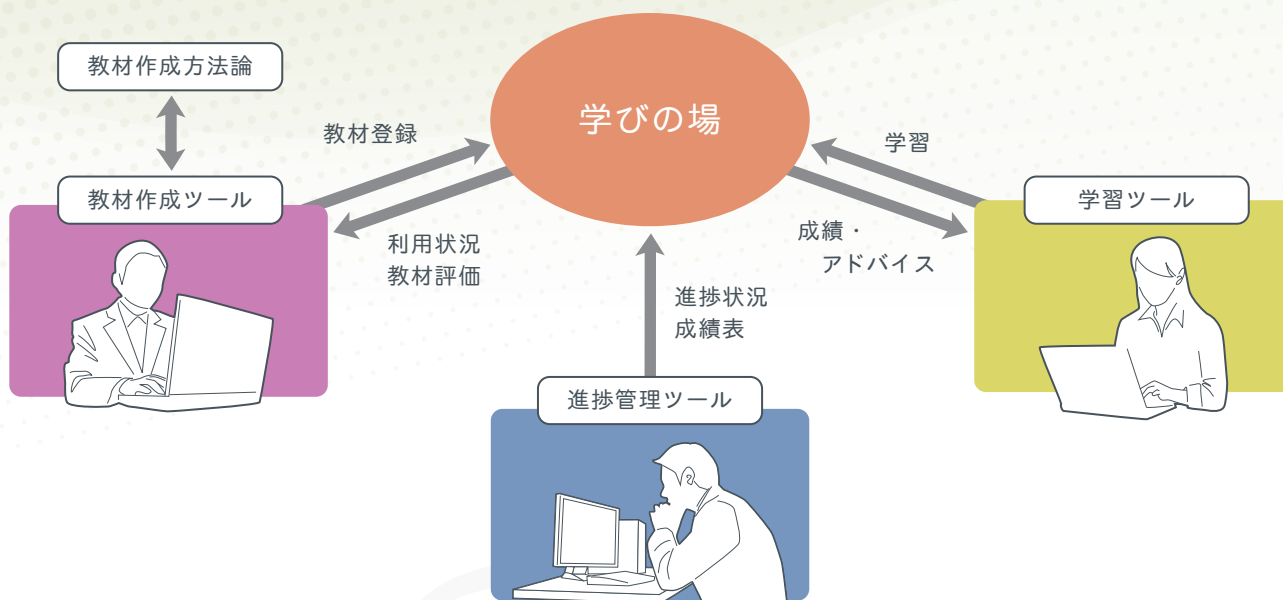 教材作成方法論
学びの場
教材登録
学習
教材作成ツール
学習ツール
利用状況
教材評価
成績・
アドバイス
進捗状況
成績表
進捗管理ツール